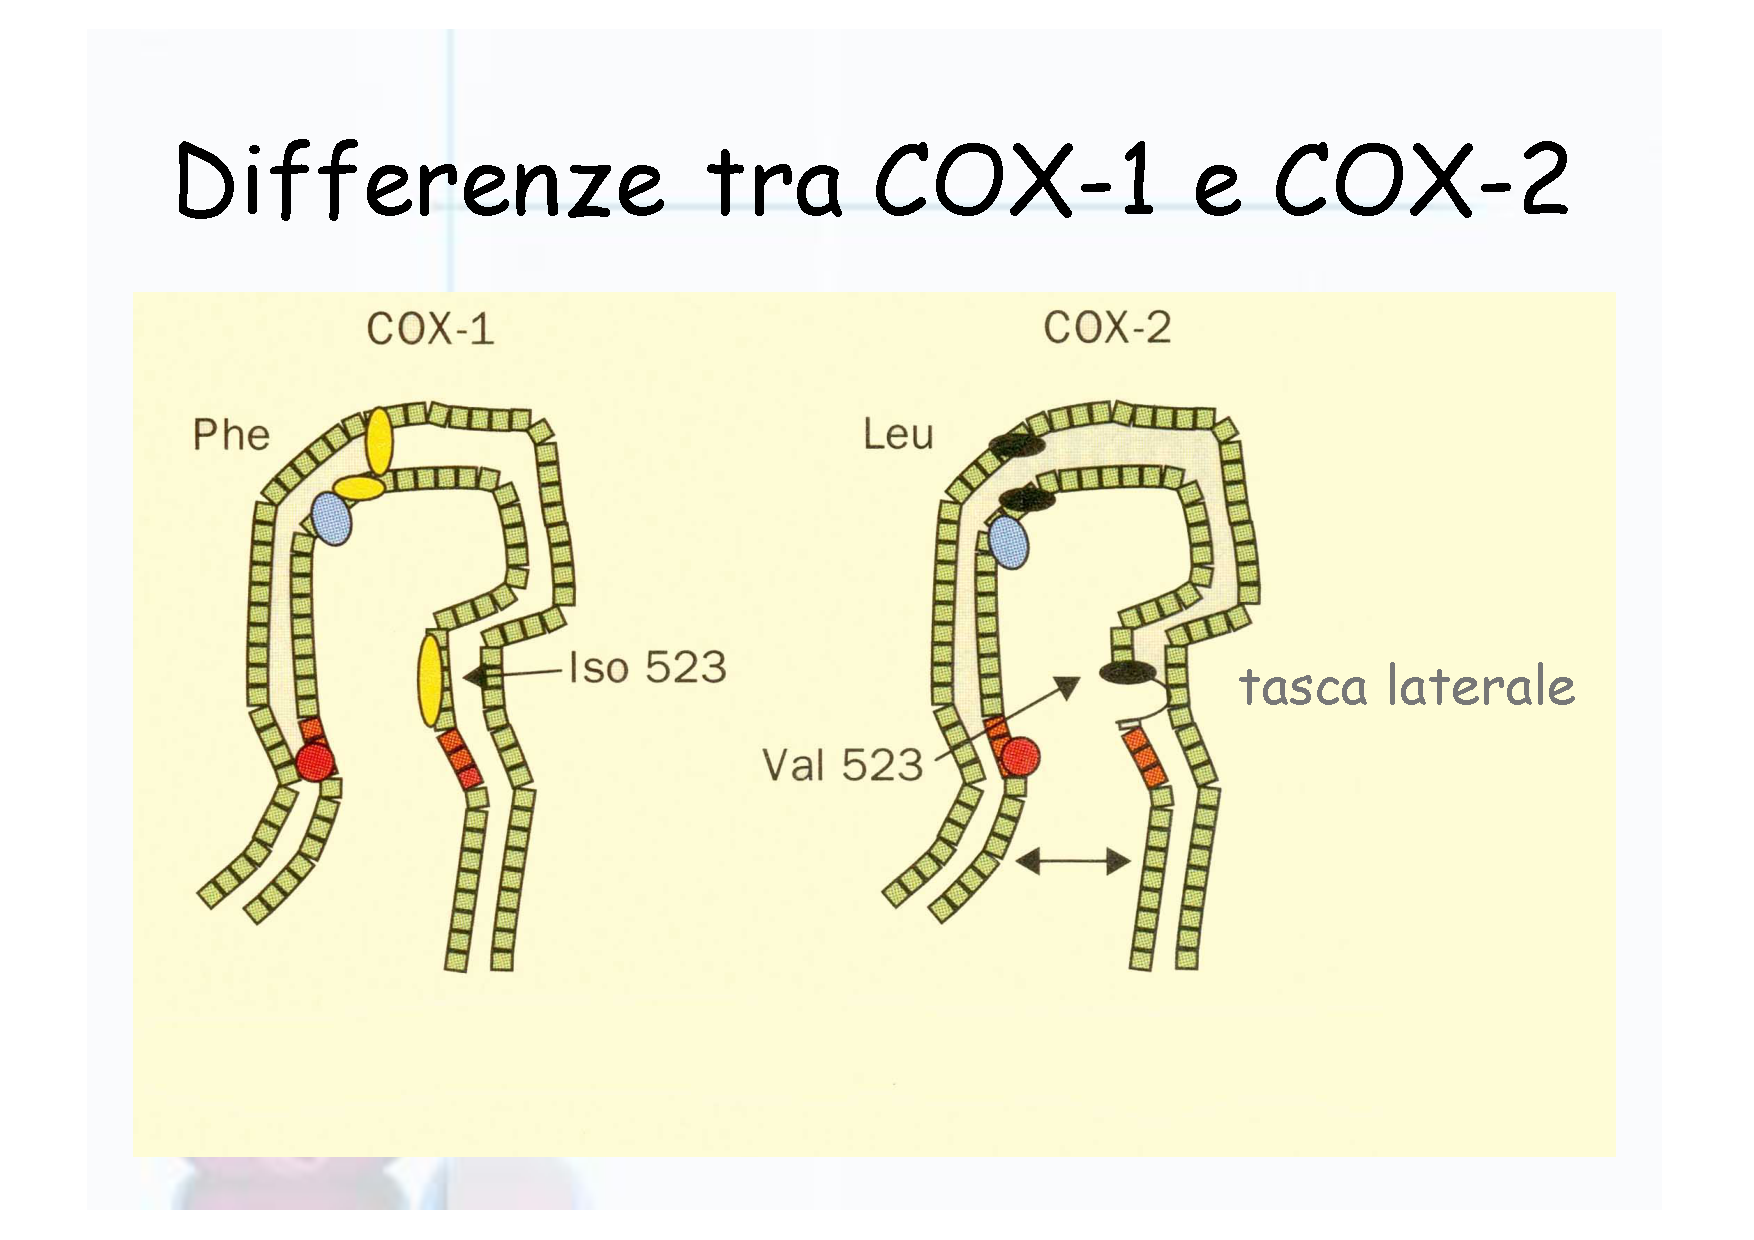 Differenze tra COX-1 e COX-2
COX-1
COX-2
Phe
Leu
Iso 523
tasca laterale
Val 523